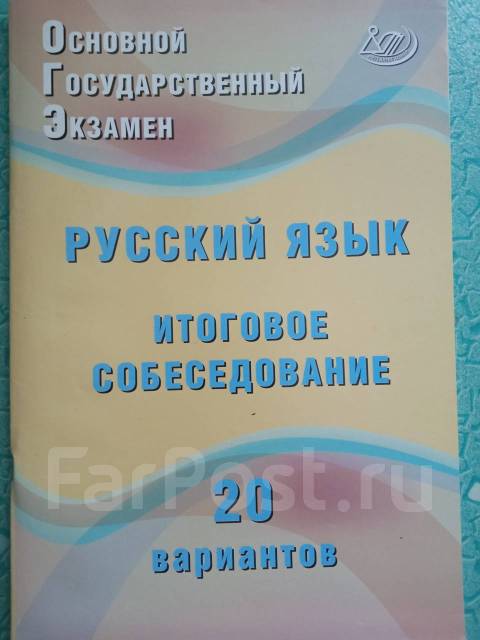 Основной
Государственный
Экзамен
РУССКИЙ ЯЗЫК
ИТОГОВОЕ
СОБЕСЕДОВАНИЕ
FarPost.ru
20
вариантов